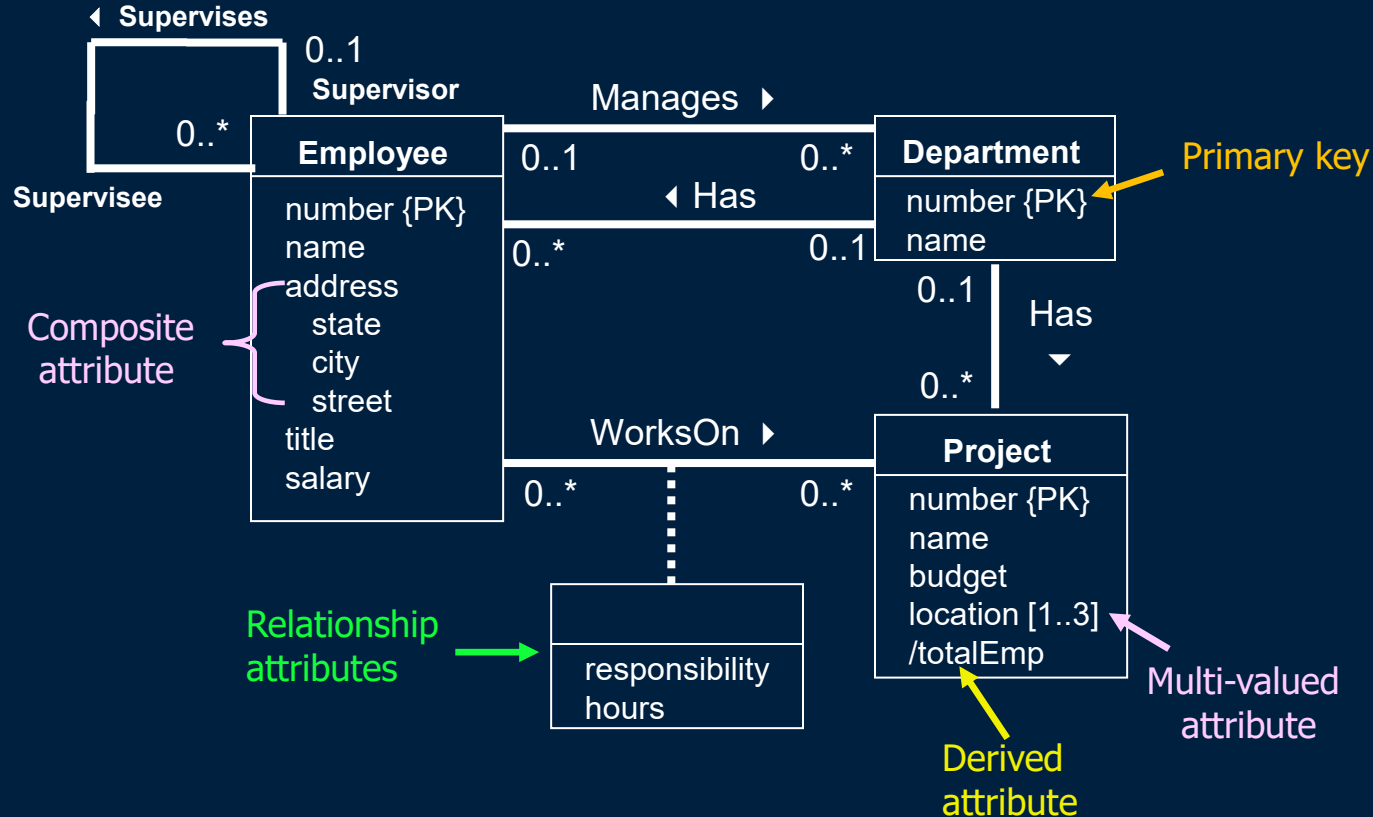 ◂ Supervises
0..1
Supervisor
0..*
Supervisee
Manages ▸
0..1
0..*
◂ Has
0..*
0..1
Employee
number {PK}
name
address
state
city
street
title
salary
Composite
attribute
Department
number {PK}
name
Primary key
0..1
Has
▾
0..*
WorksOn ▸
0..*
0..*
Project
number {PK}
name
budget
location [1..3]
/totalEmp
Relationship
attributes
responsibility
hours
Multi-valued
attribute
Derived
attribute